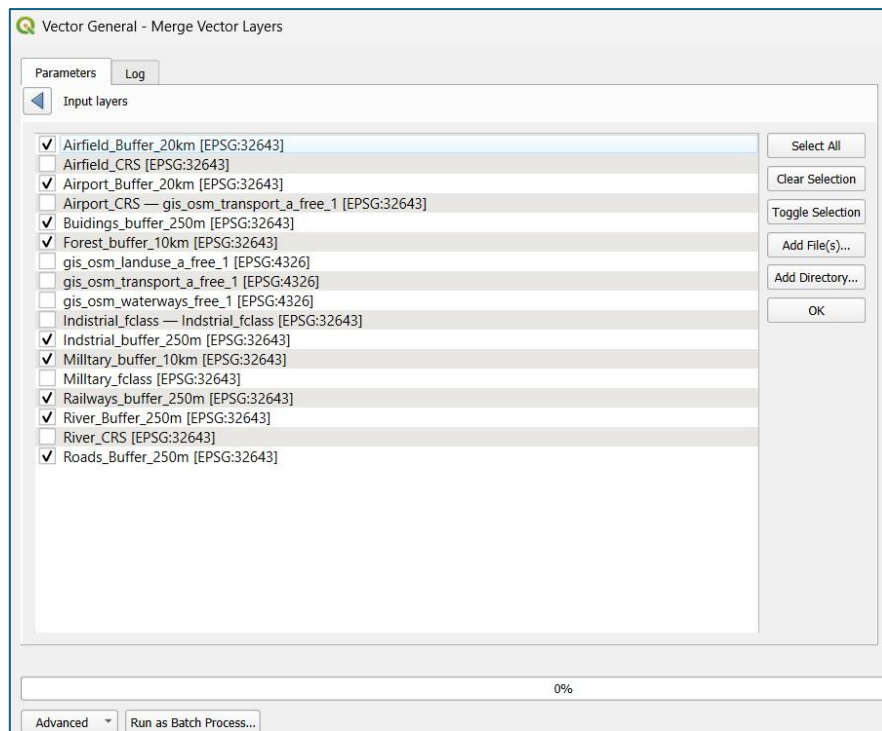 Vector General - Merge Vector Layers
Parameters Log
Input layers
Airfield_Buffer_20km [EPSG:32643]
Airfield_CRS [EPSG:32643]
Airport_Buffer_20km [EPSG:32643]
Airport_CRS — gis_osm_transport_a_free_1 [EPSG:32643]
Buidings_buffer_250m [EPSG:32643]
Forest_buffer_10km [EPSG:32643]
gis_osm_landuse_a_free_1 [EPSG:4326]
gis_osm_transport_a_free_1 [EPSG:4326]
gis_osm_waterways_free_1 [EPSG:4326]
Indistrial_fclass — Indstrial_fclass [EPSG:32643]
Indstrial_buffer_250m [EPSG:32643]
Milltary_buffer_10km [EPSG:32643]
Milltary_fclass [EPSG:32643]
Railways_buffer_250m [EPSG:32643]
River_Buffer_250m [EPSG:32643]
River_CRS [EPSG:32643]
Roads_Buffer_250m [EPSG:32643]
Select All
Clear Selection
Toggle Selection
Add File(s)...
Add Directory...
OK
0%
Advanced Run as Batch Process...